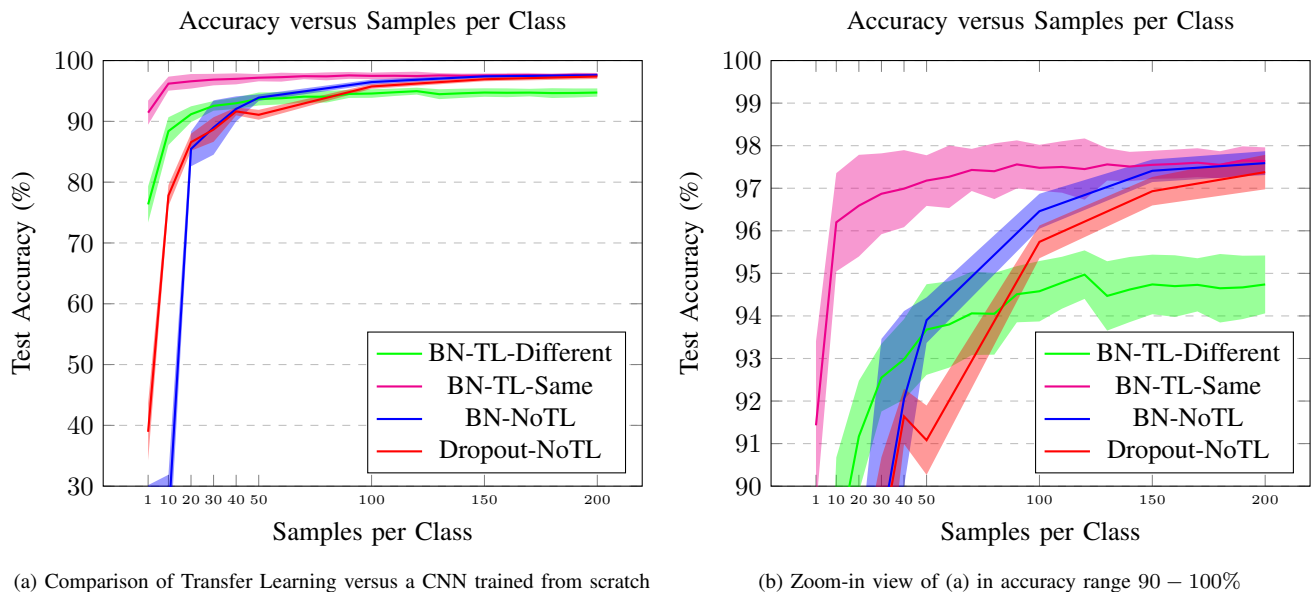 Accuracy versus Samples per Class
Test Accuracy (%)
100
90
80
70
60
50
40
30
1 10 20 30 40 50 100 150 200
Samples per Class
BN-TL-Different
BN-TL-Same
BN-NoTL
Dropout-NoTL
(a) Comparison of Transfer Learning versus a CNN trained from scratch
Accuracy versus Samples per Class
Test Accuracy (%)
100
99
98
97
96
95
94
93
92
91
90
1 10 20 30 40 50 100 150 200
Samples per Class
BN-TL-Different
BN-TL-Same
BN-NoTL
Dropout-NoTL
(b) Zoom-in view of (a) in accuracy range 90 − 100%